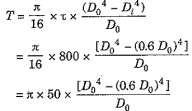 T = π/16 × τ × (D₀⁴ − Dᵢ⁴)/D₀
= π/16 × 800 × [D₀⁴ − (0.6 D₀)⁴]/D₀
= π × 50 × [D₀⁴ − (0.6 D₀)⁴]/D₀